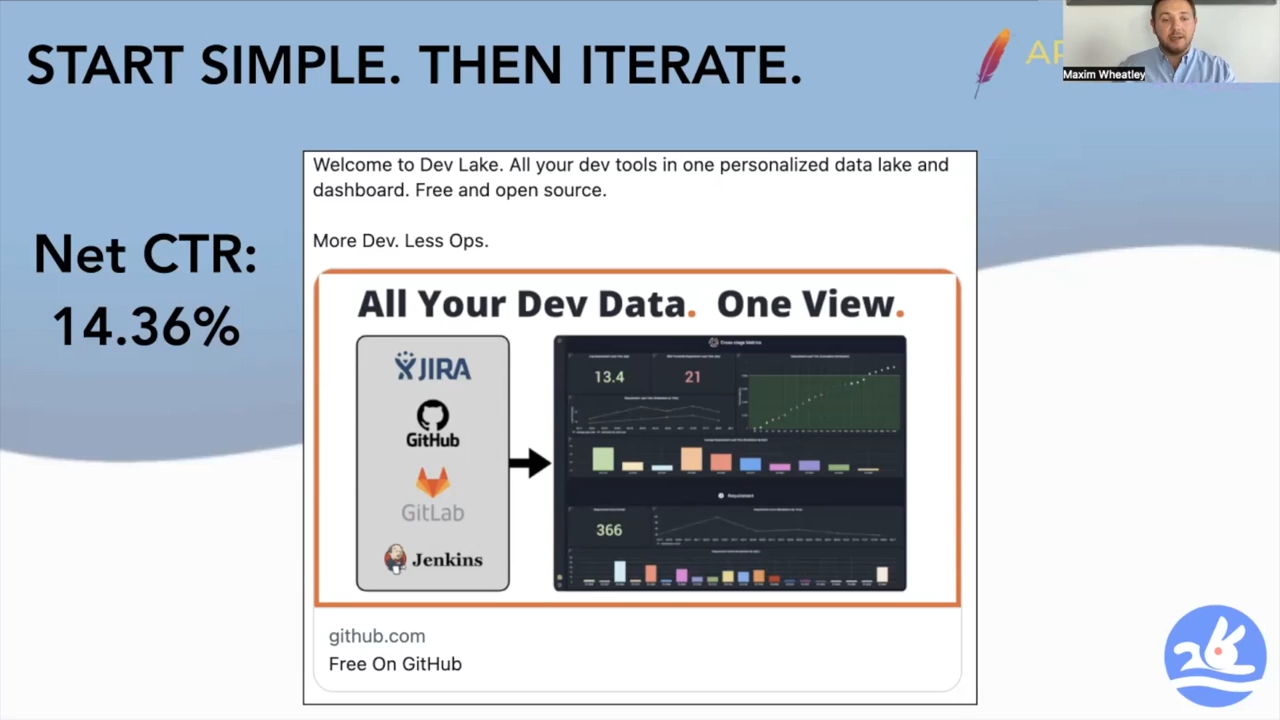 START SIMPLE. THEN ITERATE.
AP
Maxim Wheatley
Net CTR:
14.36%
Welcome to Dev Lake. All your dev tools in one personalized data lake and
dashboard. Free and open source.
More Dev. Less Ops.
All Your Dev Data. One View.
JIRA
GitHub
GitLab
Jenkins
13.4
21
366
Requirement
github.com
Free On GitHub